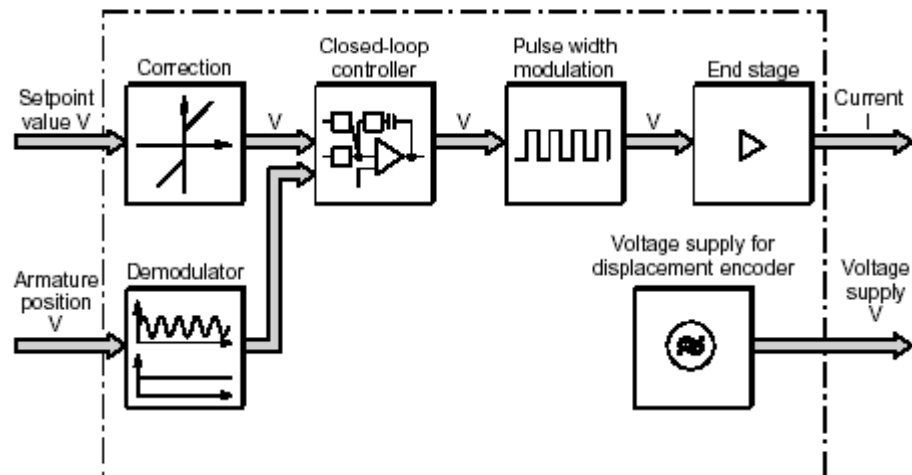 Setpoint
value V
Correction
V
Closed-loop
controller
V
Pulse width
modulation
V
End stage
Current
I
Armature
position
V
Demodulator
Voltage supply for
displacement encoder
Voltage
supply
V